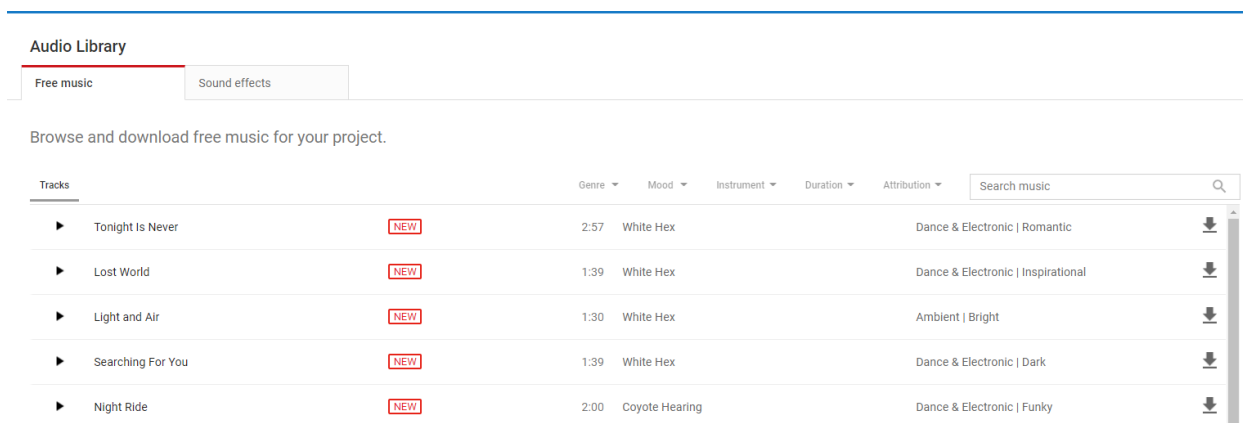 Audio Library
Free music Sound effects
Browse and download free music for your project.
Tracks Genre Mood Instrument Duration Attribution Search music
Tonight Is Never NEW 2:57 White Hex Dance & Electronic | Romantic
Lost World NEW 1:39 White Hex Dance & Electronic | Inspirational
Light and Air NEW 1:30 White Hex Ambient | Bright
Searching For You NEW 1:39 White Hex Dance & Electronic | Dark
Night Ride NEW 2:00 Coyote Hearing Dance & Electronic | Funky